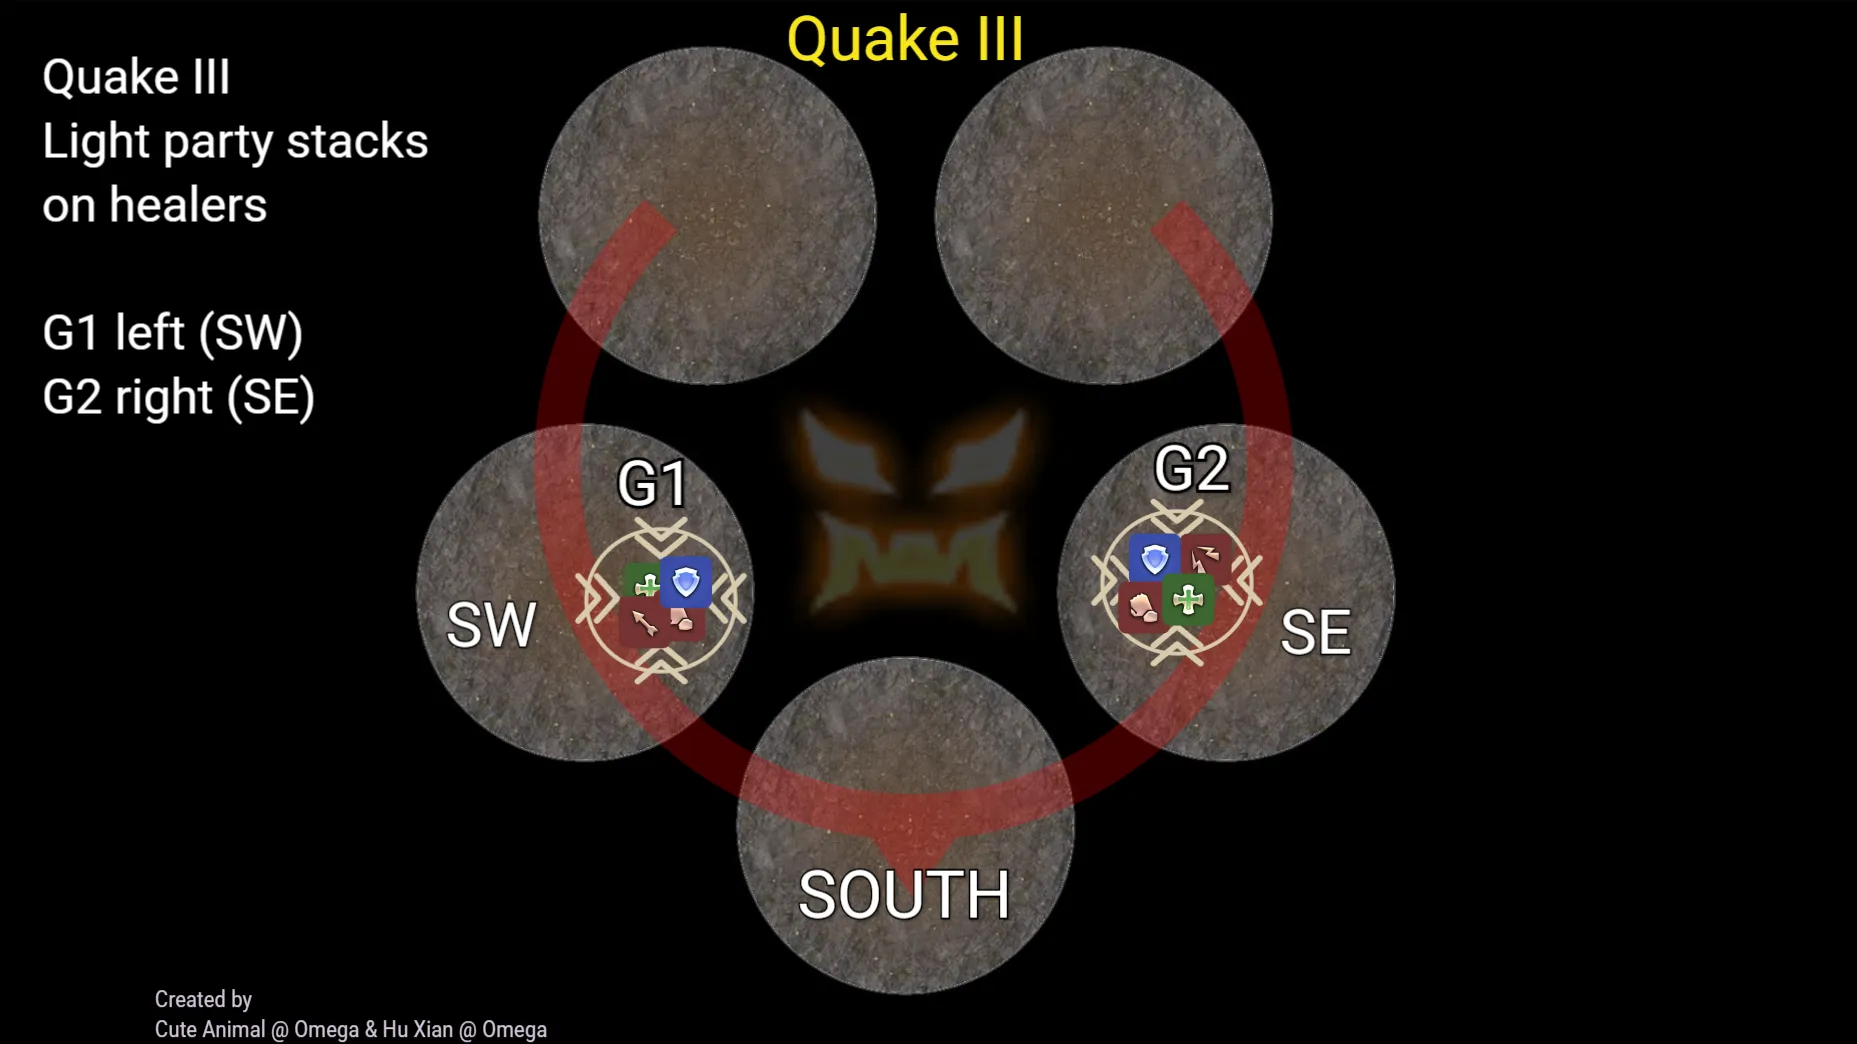 Quake III
Quake III
Light party stacks
on healers
G1 left (SW)
G2 right (SE)
G1
G2
SW
SE
SOUTH
Created by
Cute Animal @ Omega & Hu Xian @ Omega